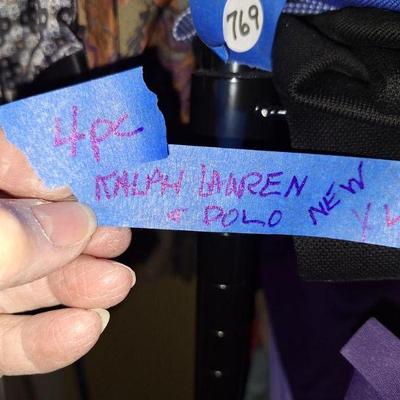 769
4pc
RALPH LAUREN
& POLO NEW